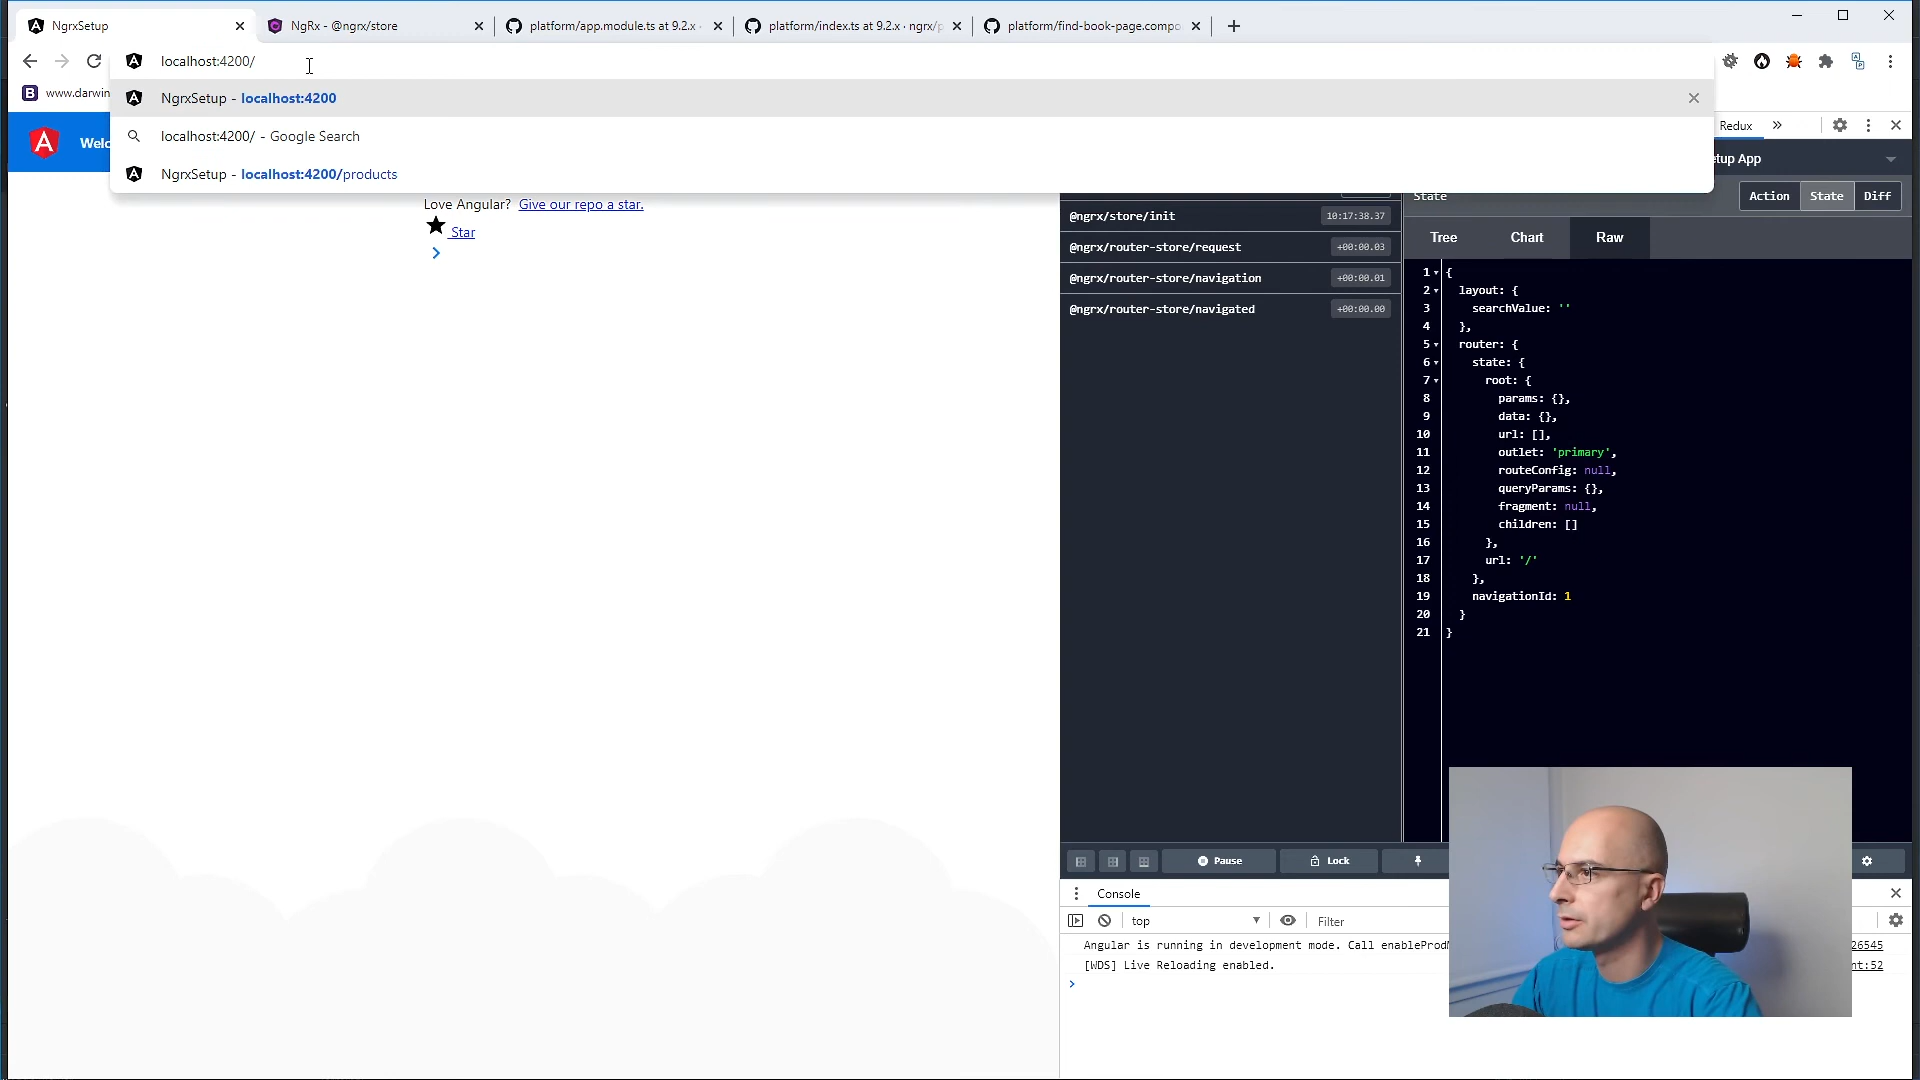 NgrxSetup
NgRx - @ngrx/store
platform/app.module.ts at 9.2.x ·
platform/index.ts at 9.2.x · ngrx/p
platform/find-book-page.compo
localhost:4200/
NgrxSetup - localhost:4200
localhost:4200/ - Google Search
NgrxSetup - localhost:4200/products
www.darwin
Welc
Love Angular? Give our repo a star.
Star
Redux
etup App
State
Action
State
Diff
Tree
Chart
Raw
@ngrx/store/init
10:17:38.37
@ngrx/router-store/request
+00:00.03
@ngrx/router-store/navigation
+00:00.01
@ngrx/router-store/navigated
+00:00.00
1 {
2 layout: {
3 searchValue: ''
4 },
5 router: {
6 state: {
7 root: {
8 params: {},
9 data: {},
10 url: [],
11 outlet: 'primary',
12 routeConfig: null,
13 queryParams: {},
14 fragment: null,
15 children: []
16 },
17 url: '/'
18 },
19 navigationId: 1
20 }
21 }
Pause
Lock
Console
top
Filter
Angular is running in development mode. Call enableProd
26545
[WDS] Live Reloading enabled.
nt:52